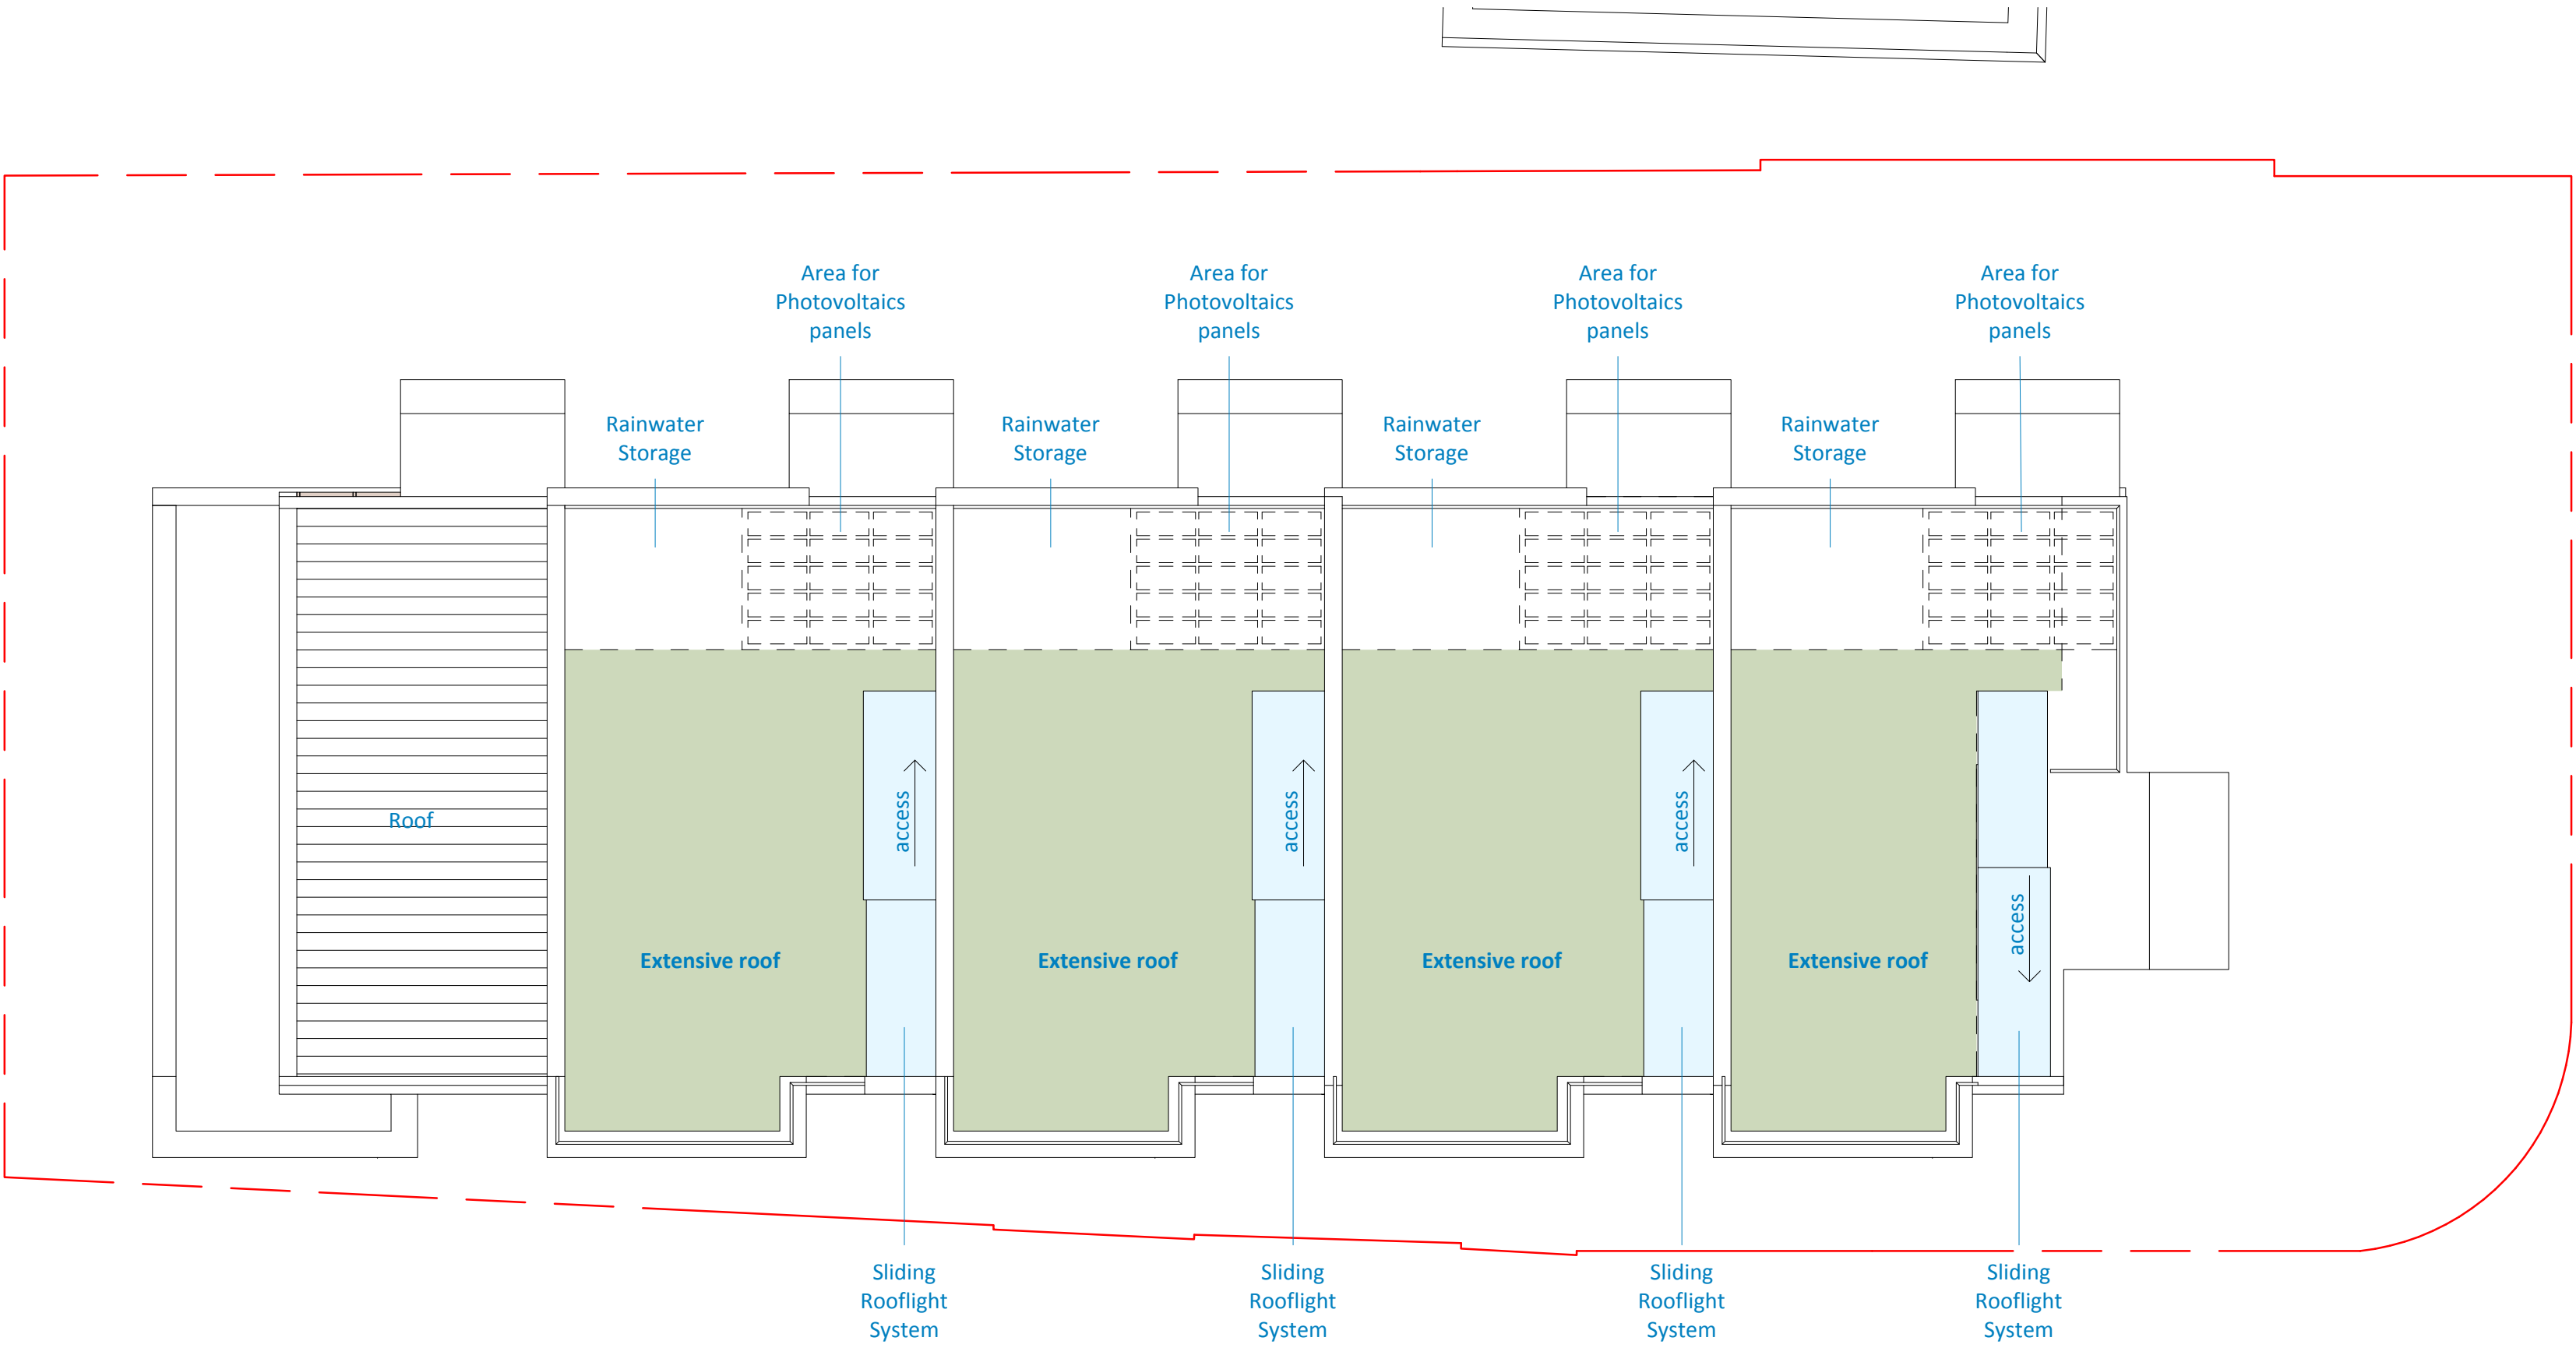 Area for
Photovoltaics
panels
Area for
Photovoltaics
panels
Area for
Photovoltaics
panels
Area for
Photovoltaics
panels
Rainwater
Storage
Rainwater
Storage
Rainwater
Storage
Rainwater
Storage
Roof
access
access
access
access
Extensive roof
Extensive roof
Extensive roof
Extensive roof
Sliding
Rooflight
System
Sliding
Rooflight
System
Sliding
Rooflight
System
Sliding
Rooflight
System